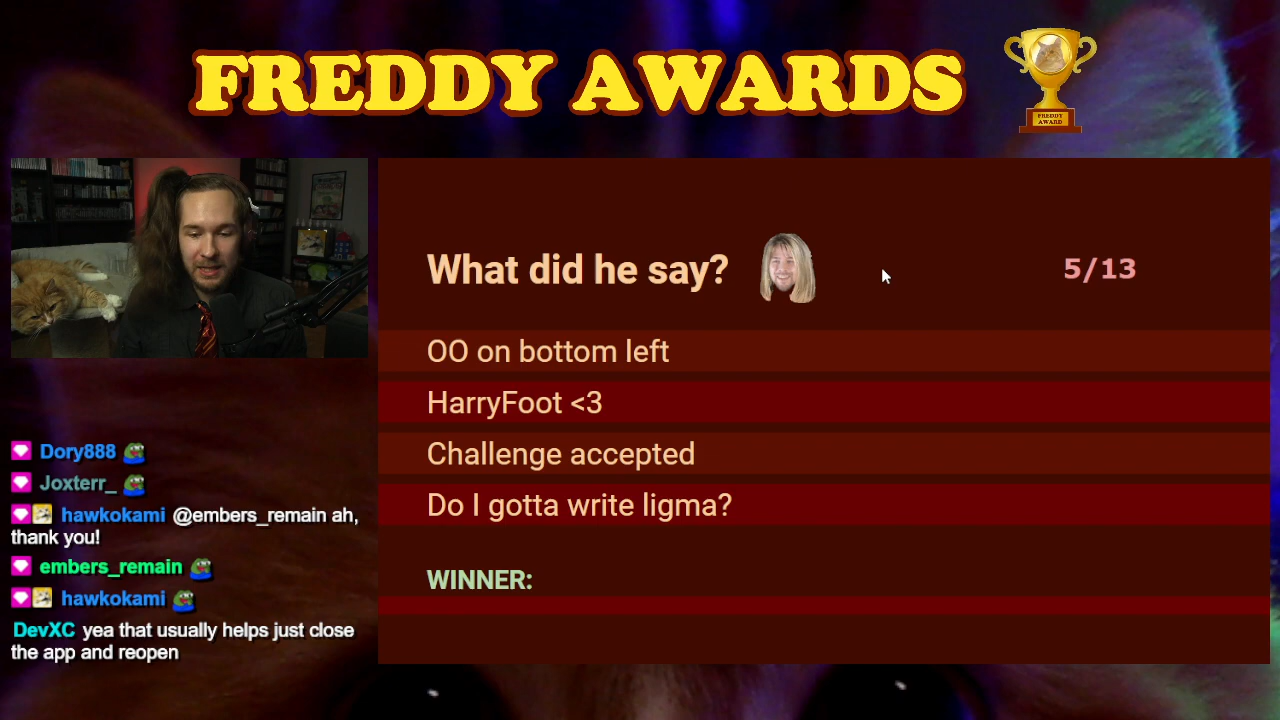 FREDDY AWARDS
FREDDY
AWARD
What did he say?
5/13
OO on bottom left
HarryFoot <3
Challenge accepted
Do I gotta write ligma?
WINNER:
Dory888
Joxterr_
hawkokami @embers_remain ah,
thank you!
embers_remain
hawkokami
DevXC yea that usually helps just close
the app and reopen